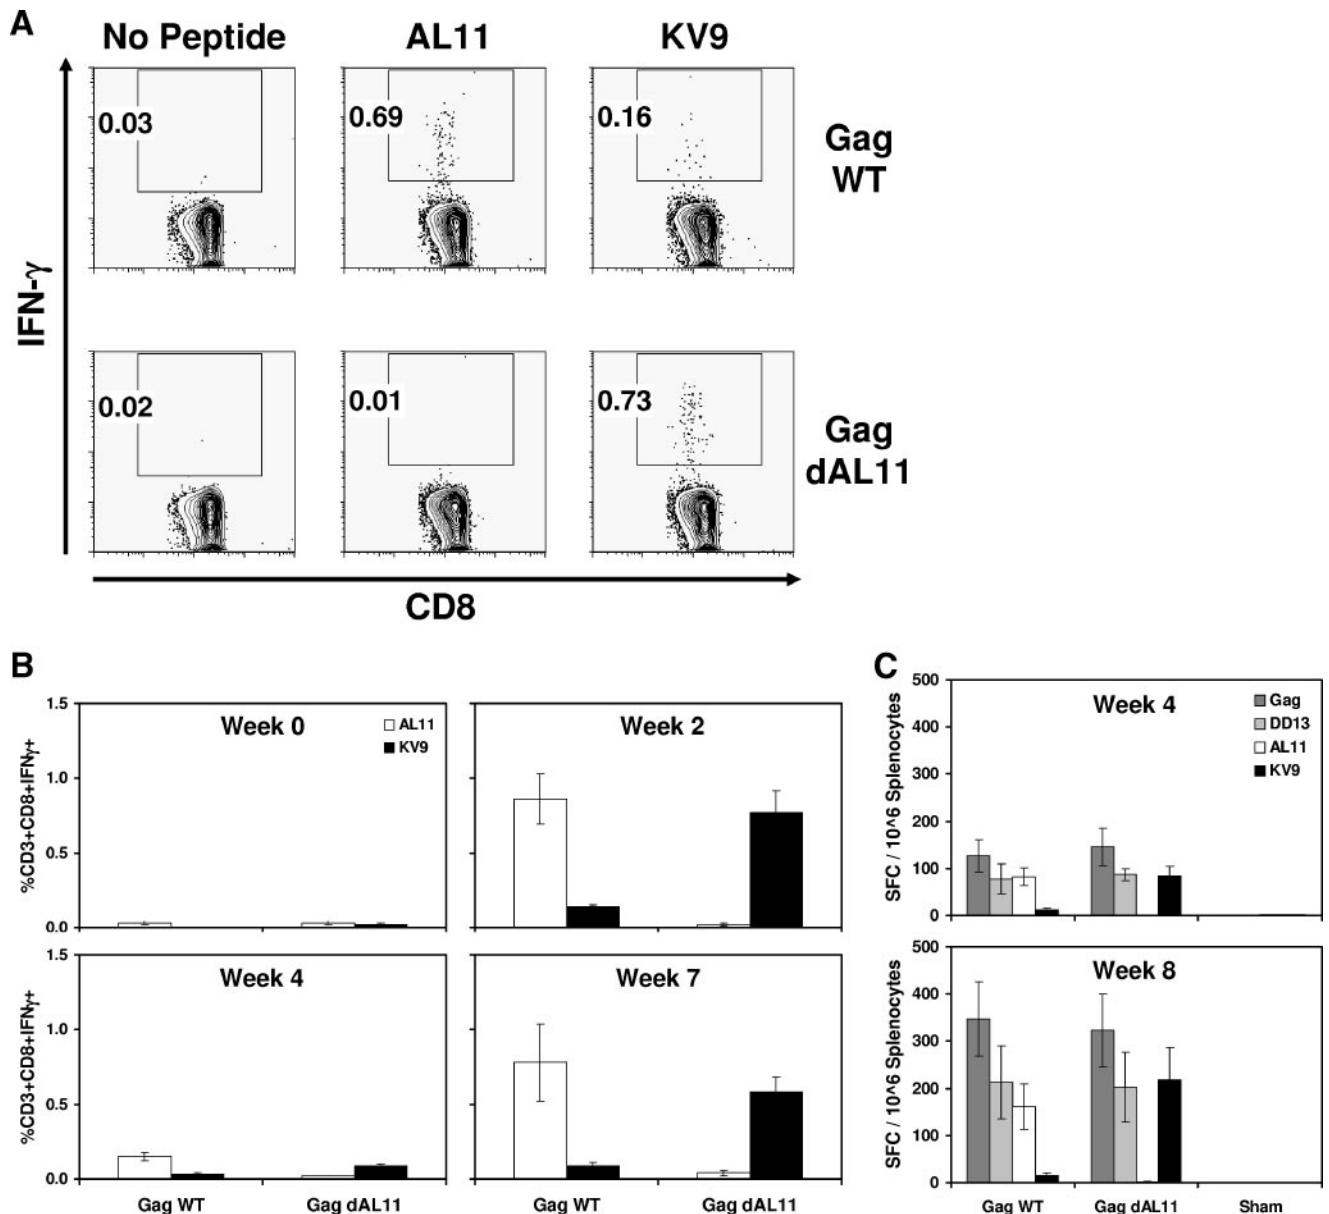 A
No Peptide AL11 KV9
0.03 0.69 0.16
Gag
WT
IFN-γ
0.02 0.01 0.73
Gag
dAL11
CD8
B
%CD3+CD8+IFNγ+
1.5
1.0
0.5
0.0
Week 0
AL11
KV9
Week 2
%CD3+CD8+IFNγ+
1.5
1.0
0.5
0.0
Week 4
Week 7
Gag WT Gag dAL11 Gag WT Gag dAL11
C
SFC / 10^6 Splenocytes
500
400
300
200
100
0
Week 4
Gag
DD13
AL11
KV9
SFC / 10^6 Splenocytes
500
400
300
200
100
0
Week 8
Gag WT Gag dAL11 Sham